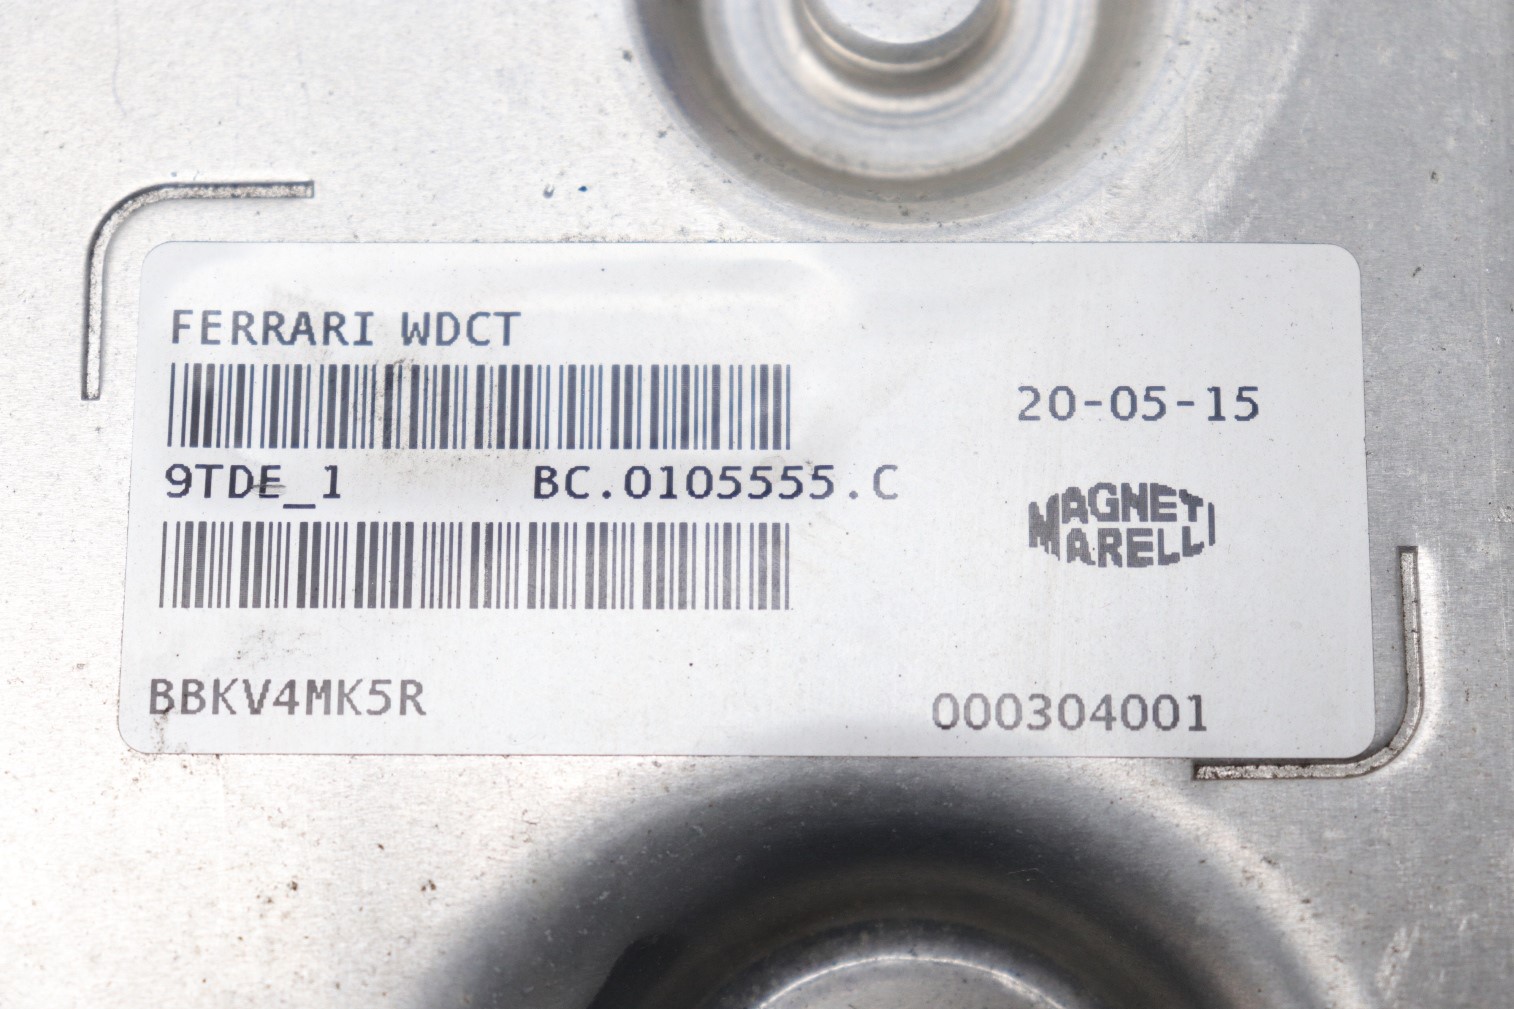 FERRARI WDCT
20-05-15
9TDE_1 BC.0105555.C
MAGNETI
MARELLI
BBKV4MK5R
000304001